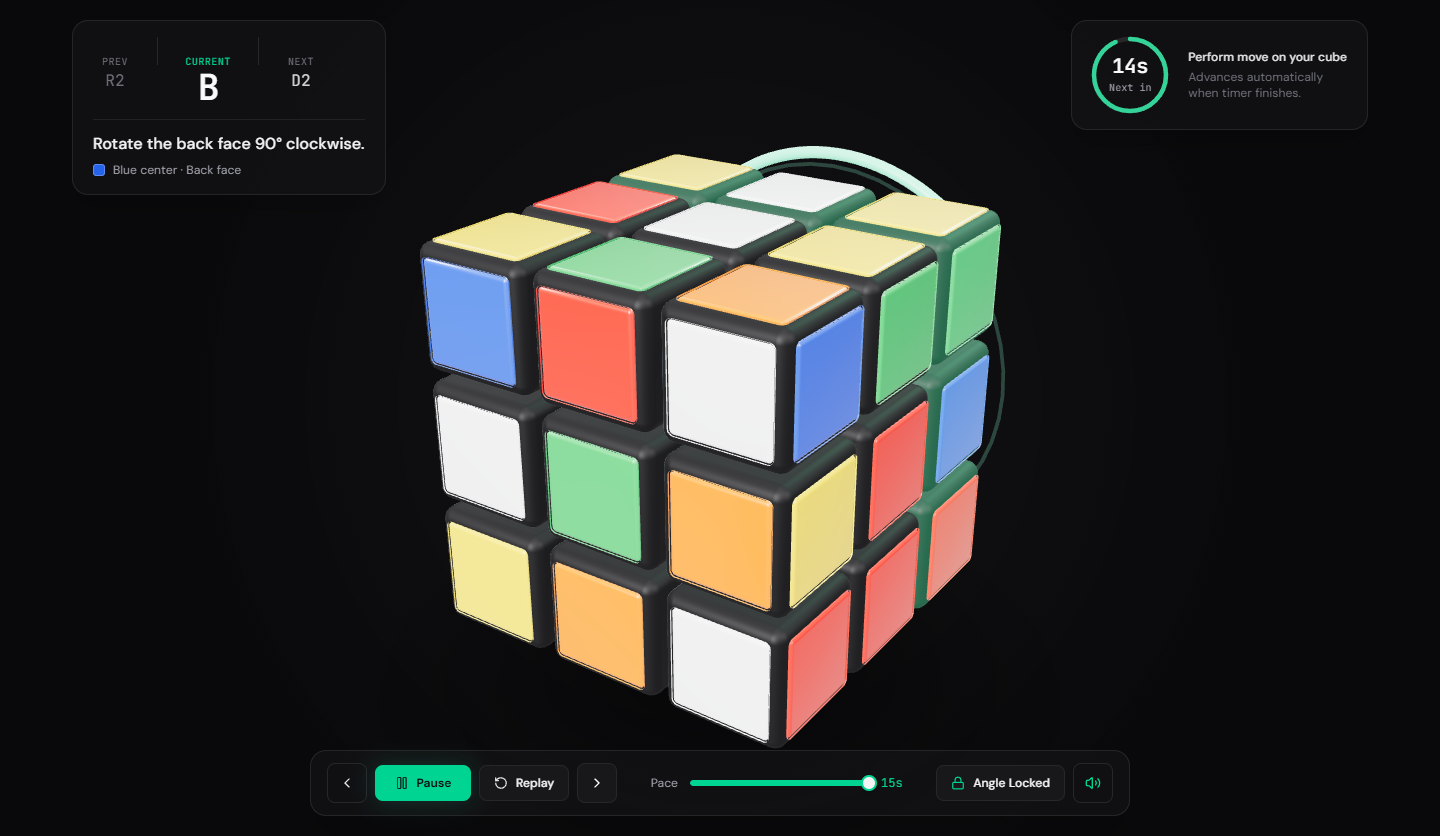 PREV
CURRENT
NEXT
R2
B
D2
Rotate the back face 90° clockwise.
Blue center · Back face
14s
Next in
Perform move on your cube
Advances automatically
when timer finishes.
Pause
Replay
Pace
15s
Angle Locked